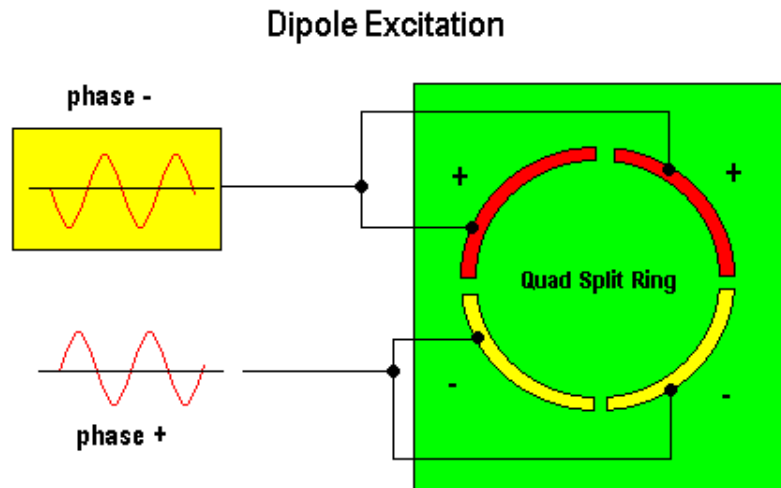 Dipole Excitation
phase -
+ +
Quad Split Ring
- -
phase +